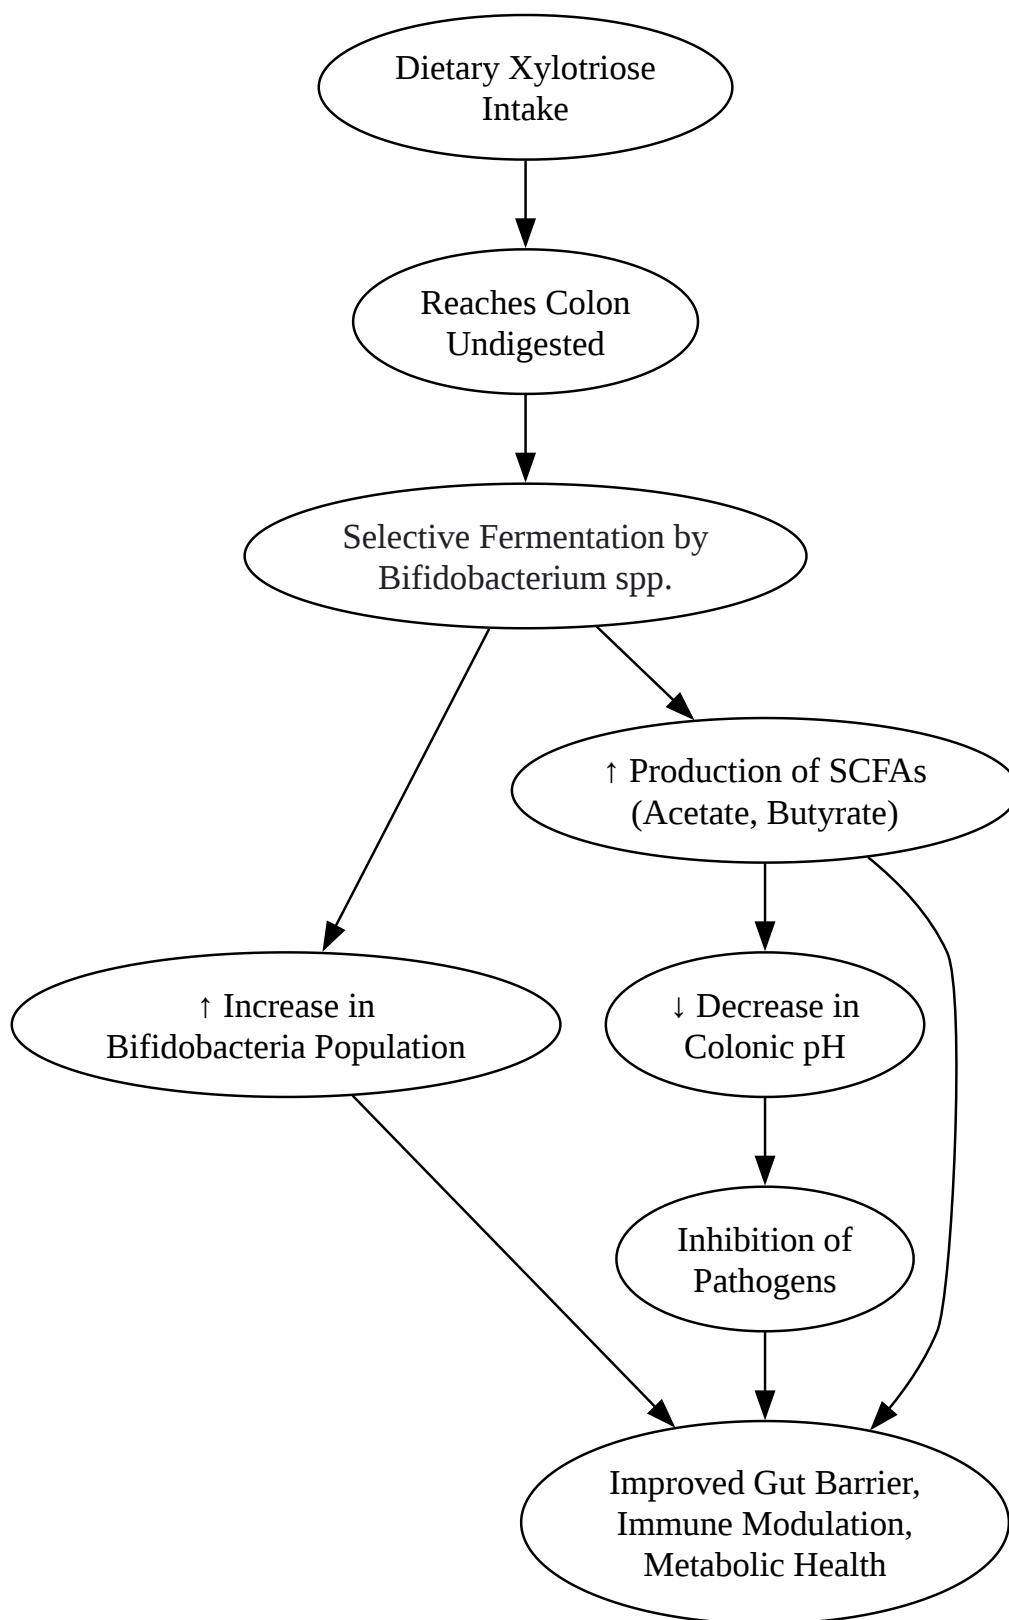 Dietary Xylotriose
Intake
Reaches Colon
Undigested
Selective Fermentation by
Bifidobacterium spp.
↑ Production of SCFAs
(Acetate, Butyrate)
↑ Increase in
Bifidobacteria Population
↓ Decrease in
Colonic pH
Inhibition of
Pathogens
Improved Gut Barrier,
Immune Modulation,
Metabolic Health